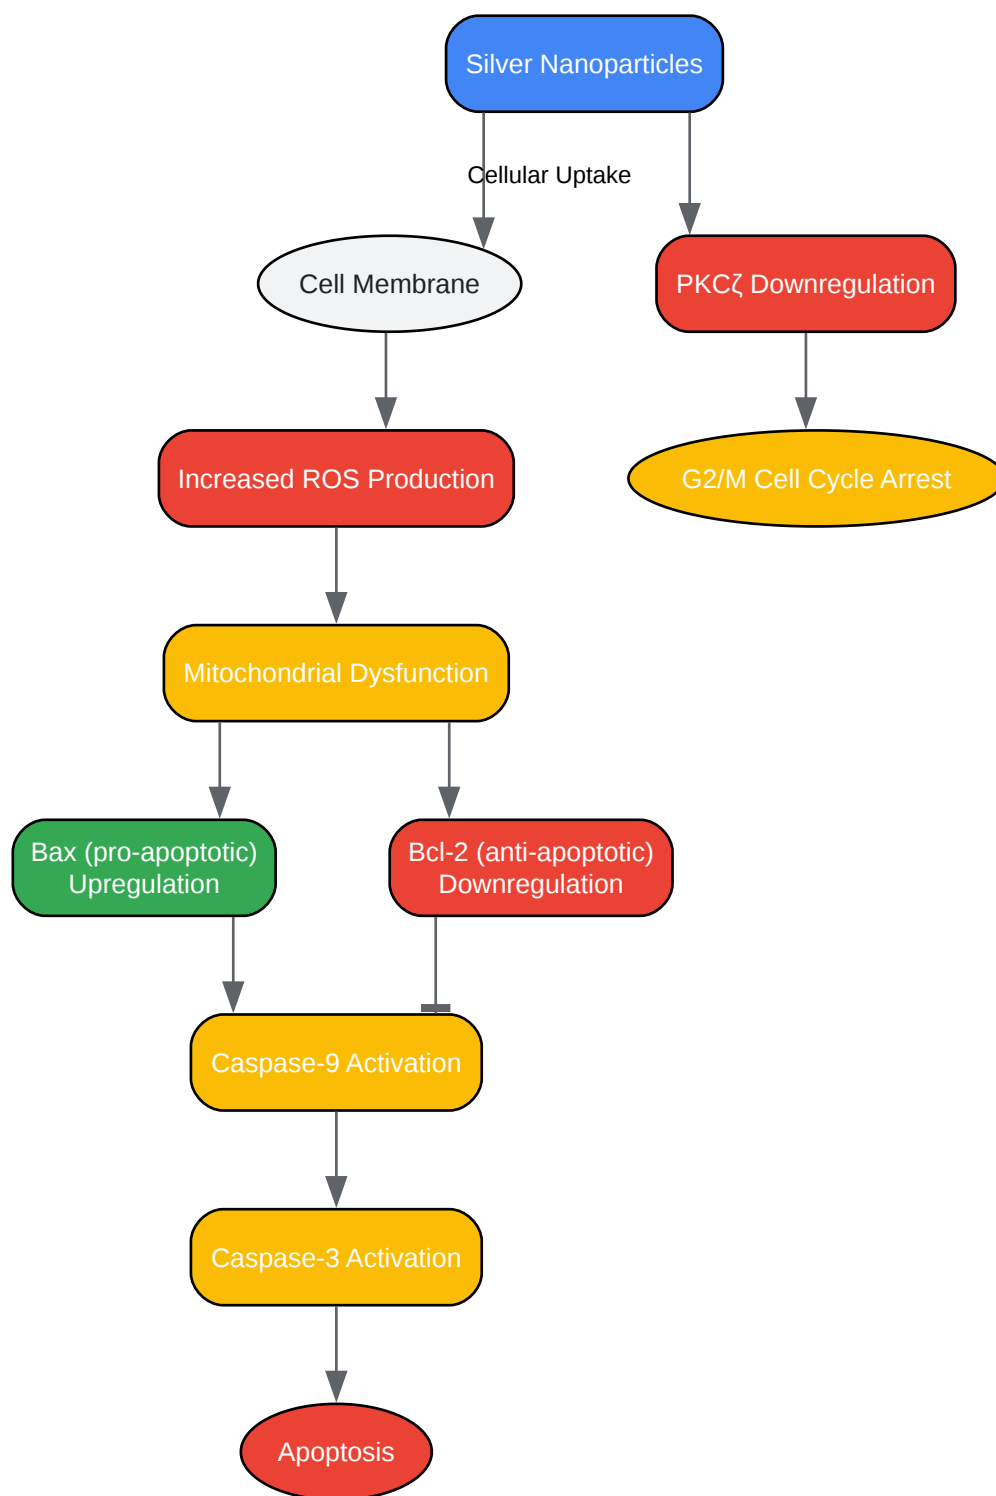 Silver Nanoparticles
Cellular Uptake
Cell Membrane
PKCζ Downregulation
Increased ROS Production
G2/M Cell Cycle Arrest
Mitochondrial Dysfunction
Bax (pro-apoptotic)
Upregulation
Bcl-2 (anti-apoptotic)
Downregulation
Caspase-9 Activation
Caspase-3 Activation
Apoptosis